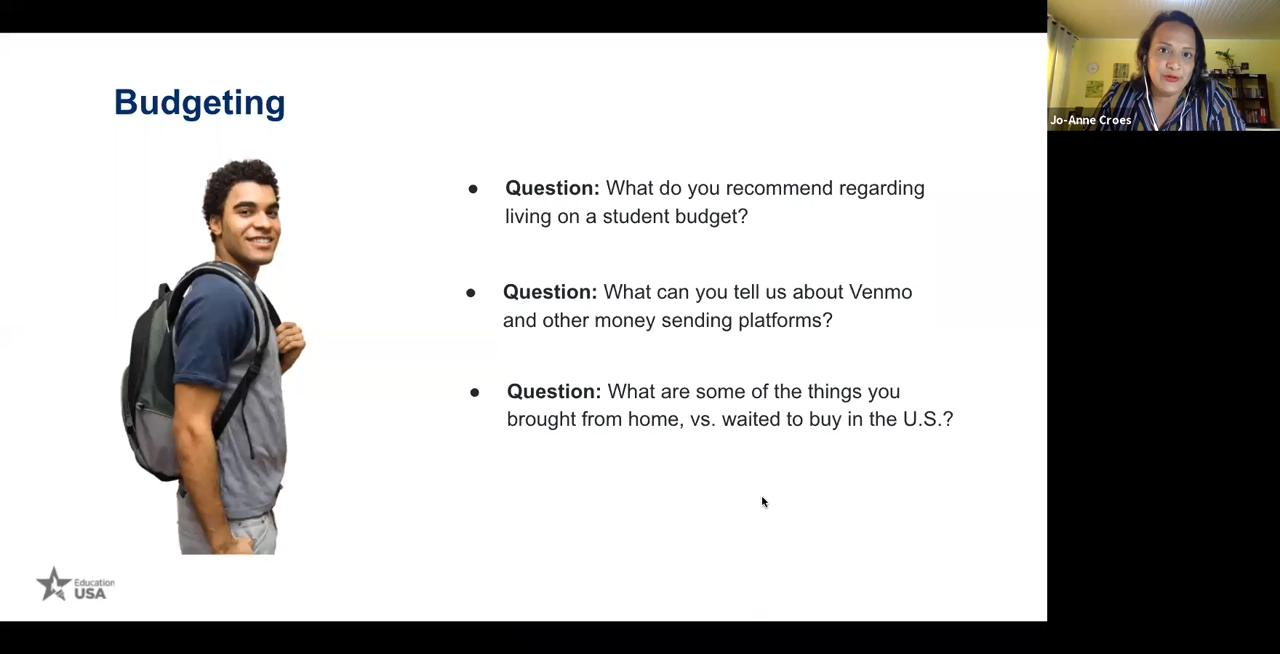 Budgeting
● Question: What do you recommend regarding
living on a student budget?
● Question: What can you tell us about Venmo
and other money sending platforms?
● Question: What are some of the things you
brought from home, vs. waited to buy in the U.S.?
Education
USA
Jo-Anne Croes